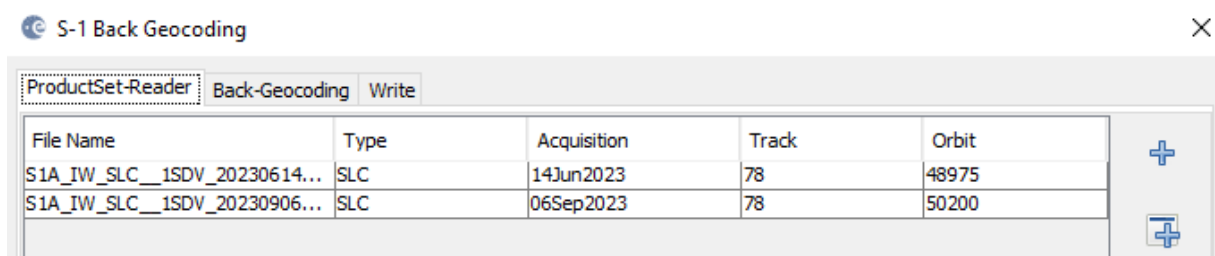 S-1 Back Geocoding
ProductSet-Reader Back-Geocoding Write
File Name Type Acquisition Track Orbit
S1A_IW_SLC__1SDV_20230614... SLC 14Jun2023 78 48975
S1A_IW_SLC__1SDV_20230906... SLC 06Sep2023 78 50200